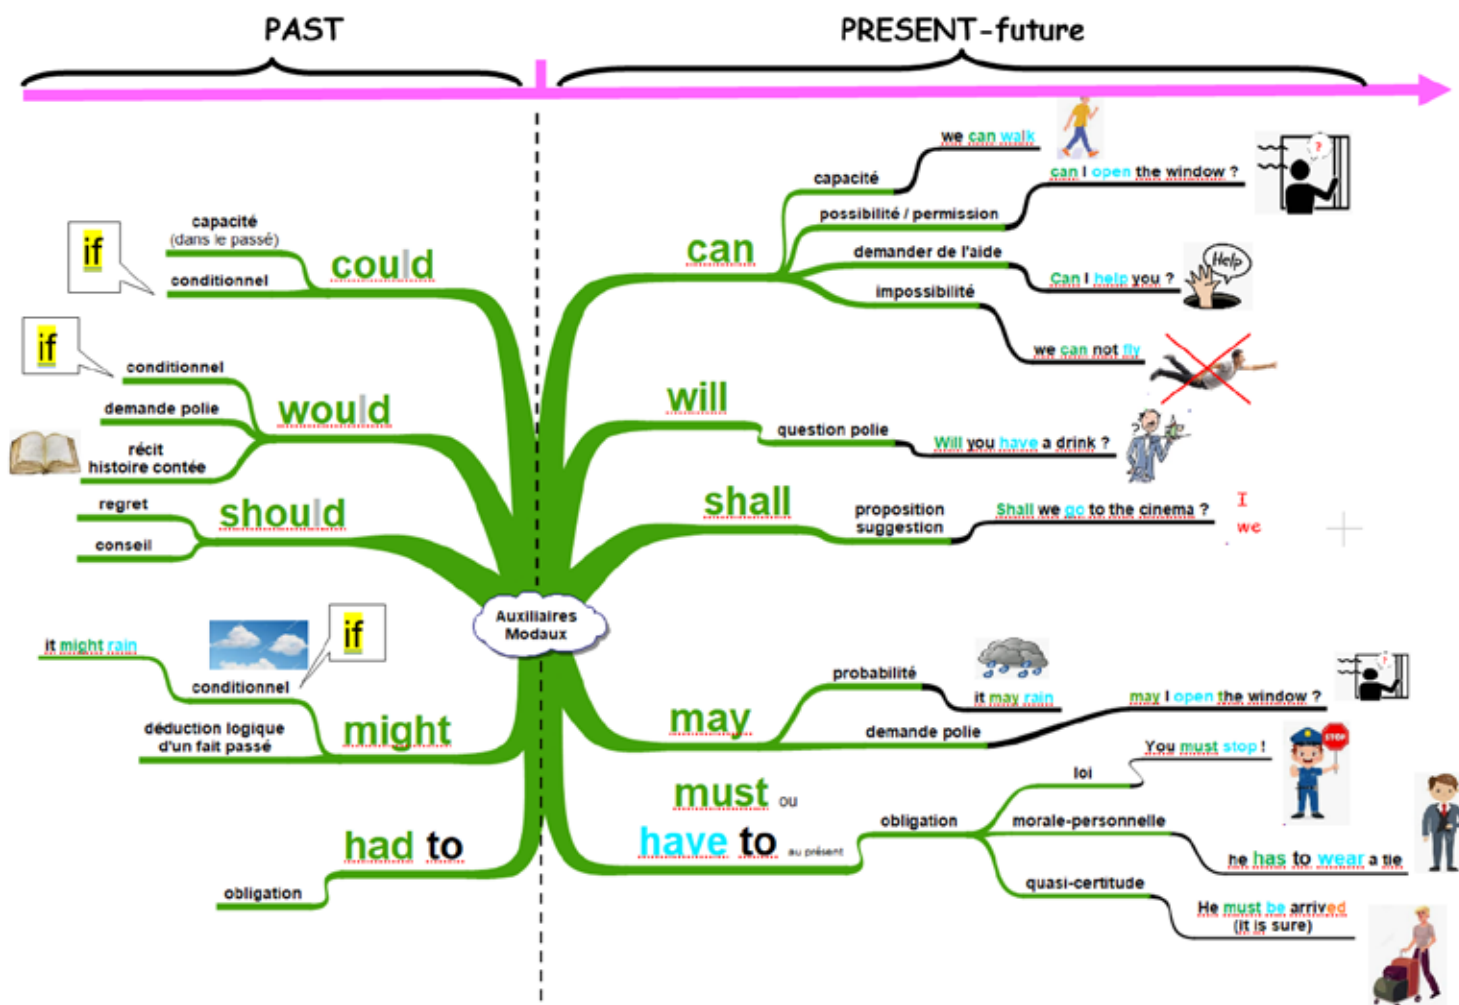 PAST
PRESENT-future
could
capacité
(dans le passé)
conditionnel
if
would
conditionnel
if
demande polie
récit
histoire contée
should
regret
conseil
Auxiliaires
Modaux
might
conditionnel
if
it might rain
déduction logique
d'un fait passé
had to
obligation
can
capacité
we can walk
possibilité / permission
can I open the window ?
?
demander de l'aide
Can I help you ?
Help
impossibilité
we can not fly
will
question polie
Will you have a drink ?
shall
proposition
suggestion
Shall we go to the cinema ?
I
we
may
probabilité
it may rain
demande polie
may I open the window ?
?
must ou
have to au présent
obligation
loi
You must stop !
STOP
morale-personnelle
he has to wear a tie
quasi-certitude
He must be arrived
(it is sure)